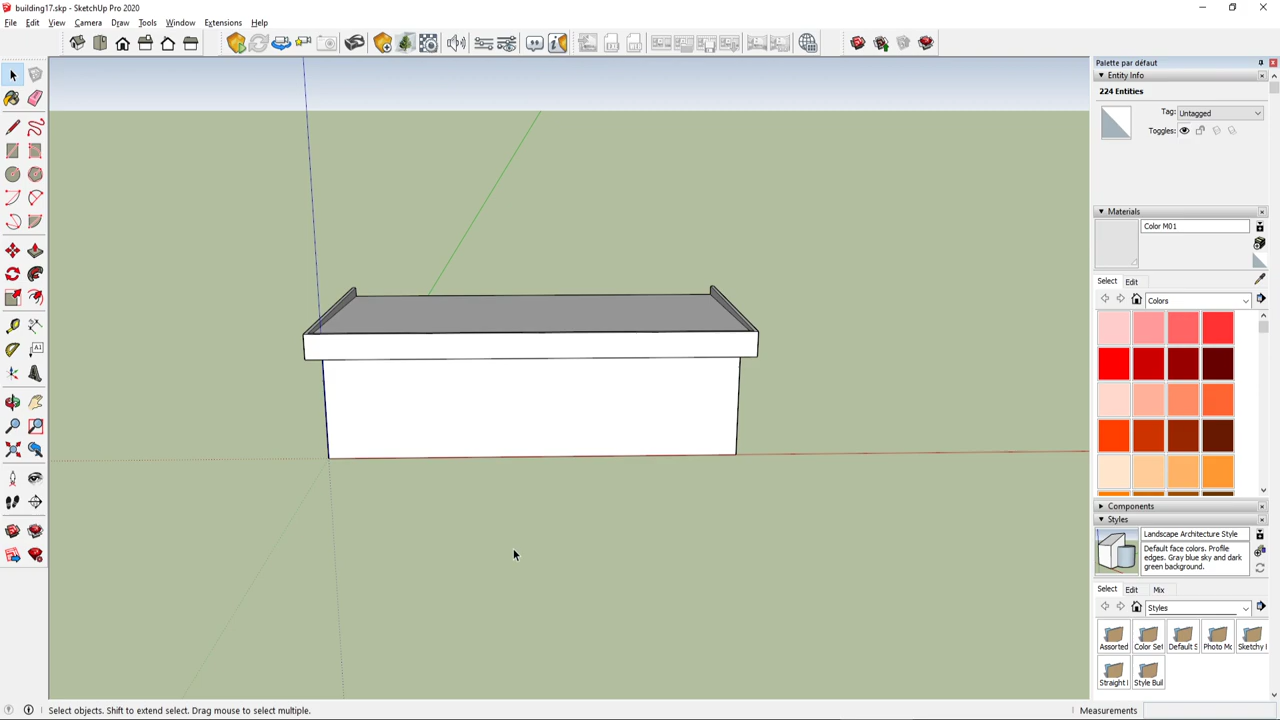 building17.skp - SketchUp Pro 2020
File Edit View Camera Draw Tools Window Extensions Help
Palette par défaut
Entity Info
224 Entities
Tag: Untagged
Toggles:
Materials
Color M01
Select Edit
Colors
Components
Styles
Landscape Architecture Style
Default face colors. Profile
edges. Gray blue sky and dark
green background.
Select Edit Mix
Styles
Assorted Color Set Default S Photo Mo Sketchy I
Straight I Style Buil
Select objects. Shift to extend select. Drag mouse to select multiple.
Measurements